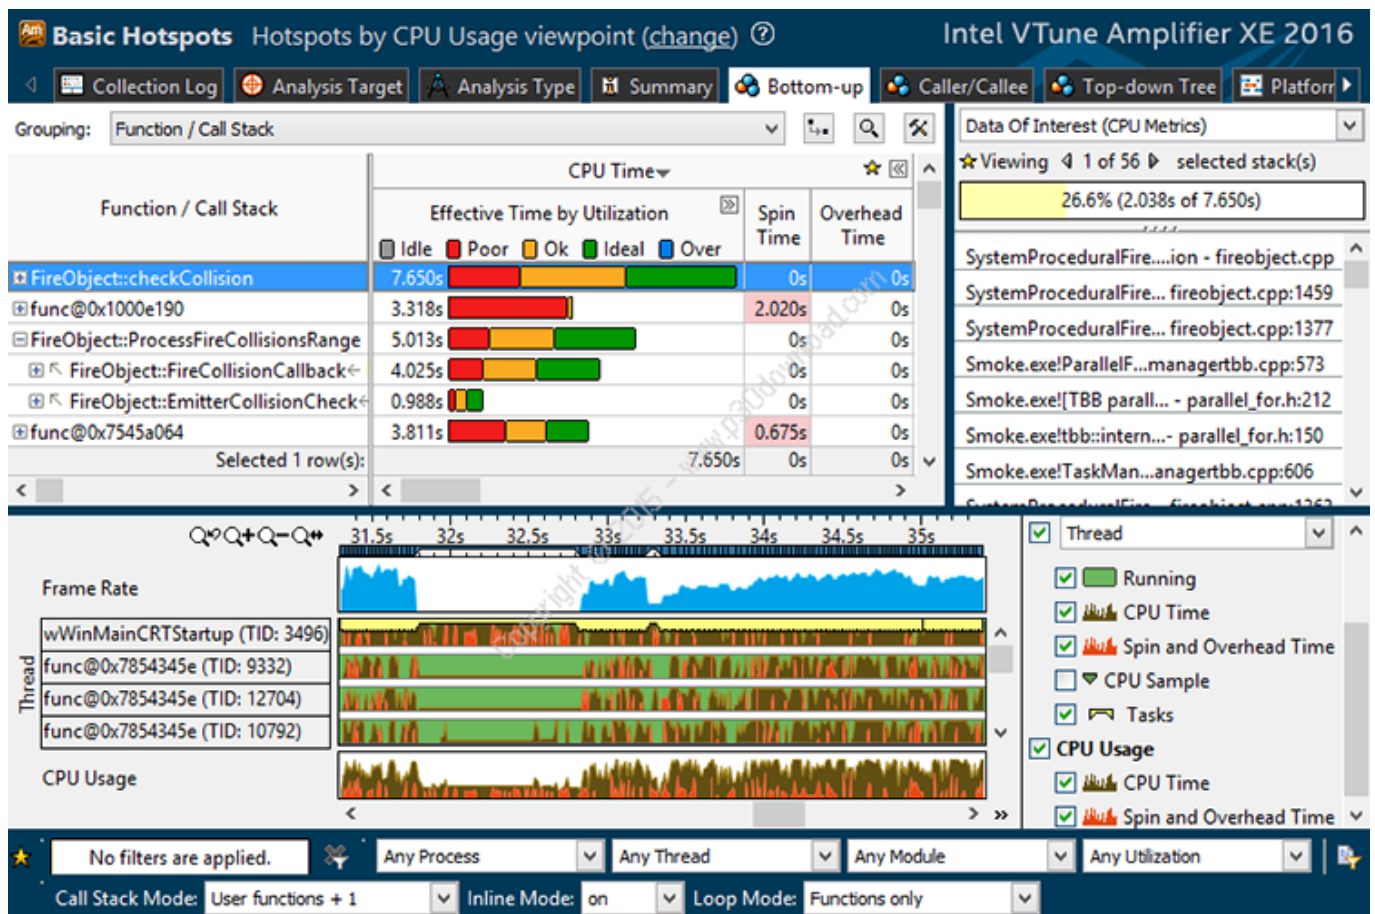 Basic Hotspots Hotspots by CPU Usage viewpoint (change) ?
Intel VTune Amplifier XE 2016
Collection Log Analysis Target Analysis Type Summary Bottom-up Caller/Callee Top-down Tree Platforr
Grouping: Function / Call Stack
Function / Call Stack
CPU Time
Effective Time by Utilization
Idle Poor Ok Ideal Over
Spin Time
Overhead Time
FireObject::checkCollision 7.650s 0s 0s
func@0x1000e190 3.318s 2.020s 0s
FireObject::ProcessFireCollisionsRange 5.013s 0s 0s
FireObject::FireCollisionCallback 4.025s 0s 0s
FireObject::EmitterCollisionCheck 0.988s 0s 0s
func@0x7545a064 3.811s 0.675s 0s
Selected 1 row(s): 7.650s 0s 0s
Data Of Interest (CPU Metrics)
Viewing 1 of 56 selected stack(s)
26.6% (2.038s of 7.650s)
SystemProceduralFire....ion - fireobject.cpp
SystemProceduralFire... fireobject.cpp:1459
SystemProceduralFire... fireobject.cpp:1377
Smoke.exe!ParallelF...managertbb.cpp:573
Smoke.exe![TBB parall... - parallel_for.h:212
Smoke.exe!tbb::intern...- parallel_for.h:150
Smoke.exe!TaskMan...anagertbb.cpp:606
31.5s 32s 32.5s 33s 33.5s 34s 34.5s 35s
Frame Rate
Thread
wWinMainCRTStartup (TID: 3496)
func@0x7854345e (TID: 9332)
func@0x7854345e (TID: 12704)
func@0x7854345e (TID: 10792)
CPU Usage
Thread
Running
CPU Time
Spin and Overhead Time
CPU Sample
Tasks
CPU Usage
CPU Time
Spin and Overhead Time
No filters are applied. Any Process Any Thread Any Module Any Utilization
Call Stack Mode: User functions + 1 Inline Mode: on Loop Mode: Functions only
Copyright © 2015 - www.p30download.com